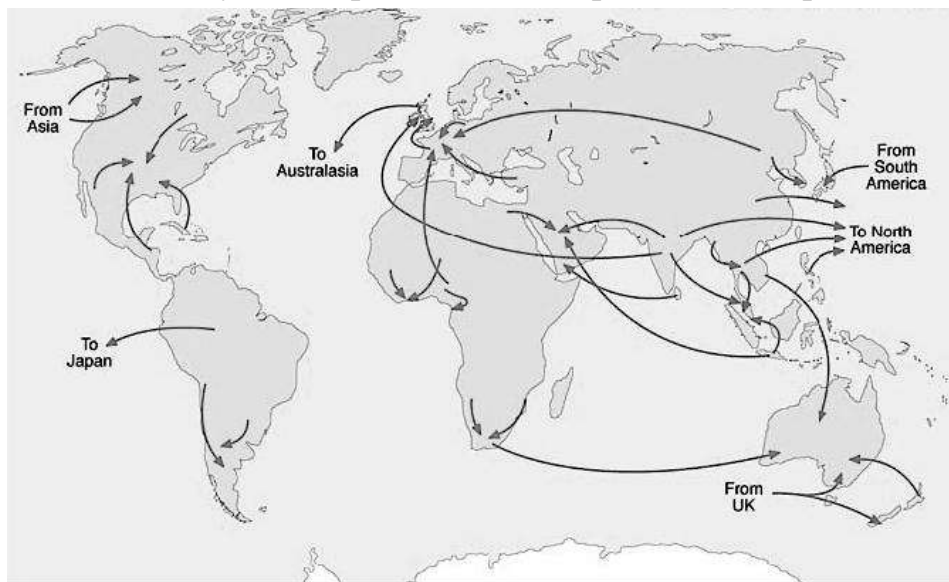 From
Asia
To
Australasia
From
South
America
To North
America
To
Japan
From
UK